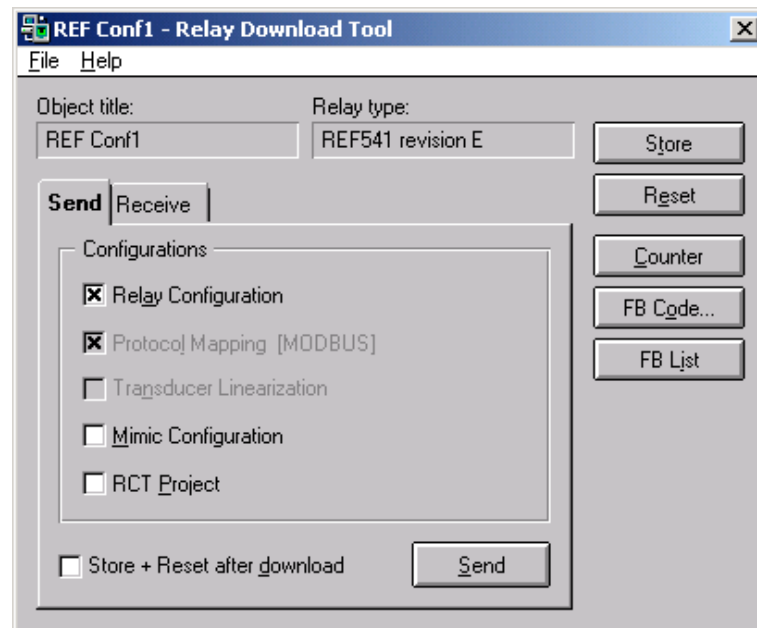 REF Conf1 - Relay Download Tool
File Help
Object title:
Relay type:
REF Conf1
REF541 revision E
Store
Reset
Counter
FB Code...
FB List
Send
Receive
Configurations
Relay Configuration
Protocol Mapping [MODBUS]
Transducer Linearization
Mimic Configuration
RCT Project
Store + Reset after download
Send